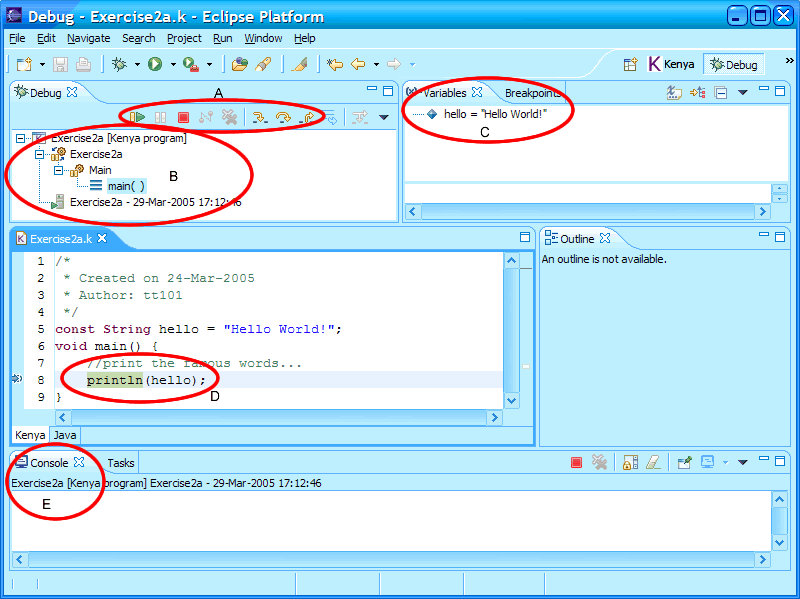 Debug - Exercise2a.k - Eclipse Platform
File Edit Navigate Search Project Run Window Help
Kenya Debug »
Debug
A
Exercise2a [Kenya program]
Exercise2a
Main
B
main( )
Exercise2a - 29-Mar-2005 17:12:46
Variables Breakpoints
hello = "Hello World!"
C
Exercise2a.k
1 /*
2 * Created on 24-Mar-2005
3 * Author: tt101
4 */
5 const String hello = "Hello World!";
6 void main() {
7 //print the famous words...
8 println(hello);
9 }
D
Kenya Java
Outline
An outline is not available.
Console Tasks
Exercise2a [Kenya program] Exercise2a - 29-Mar-2005 17:12:46
E